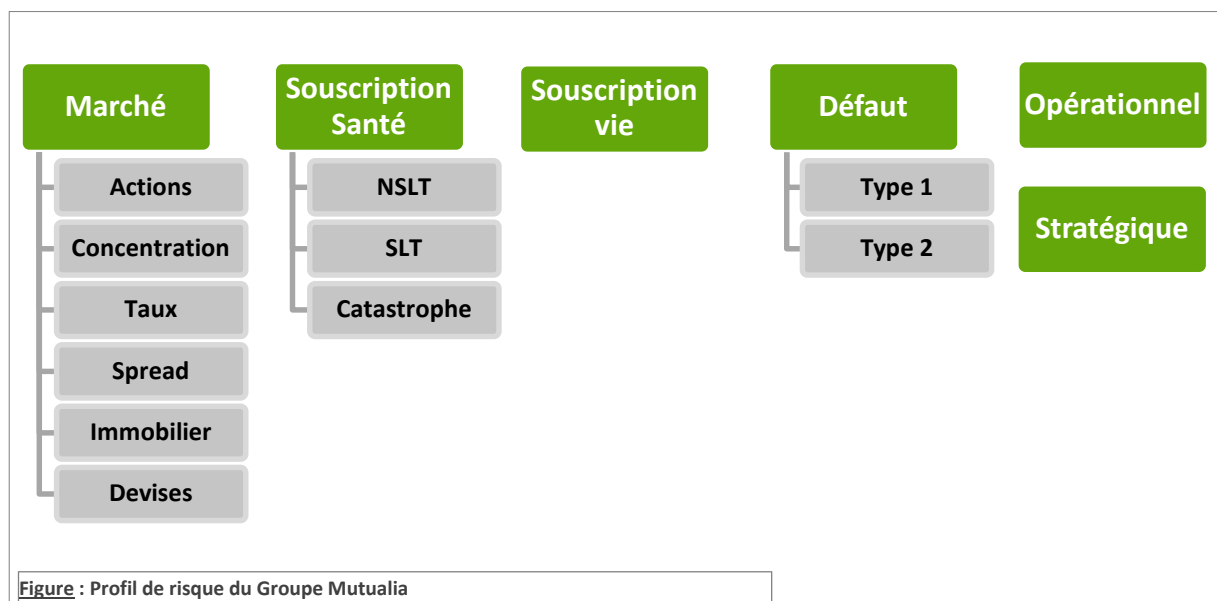 Marché
Actions
Concentration
Taux
Spread
Immobilier
Devises
Souscription
Santé
NSLT
SLT
Catastrophe
Souscription
vie
Défaut
Type 1
Type 2
Opérationnel
Stratégique
Figure : Profil de risque du Groupe Mutualia